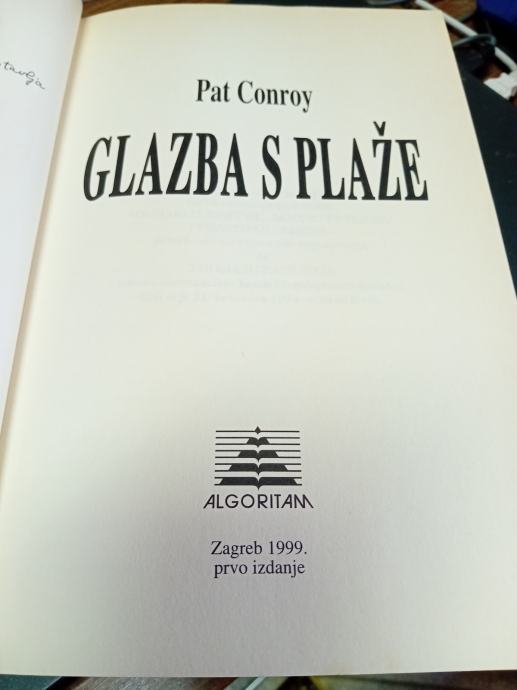 Pat Conroy
GLAZBA S PLAŽE
ALGORITAM
Zagreb 1999.
prvo izdanje